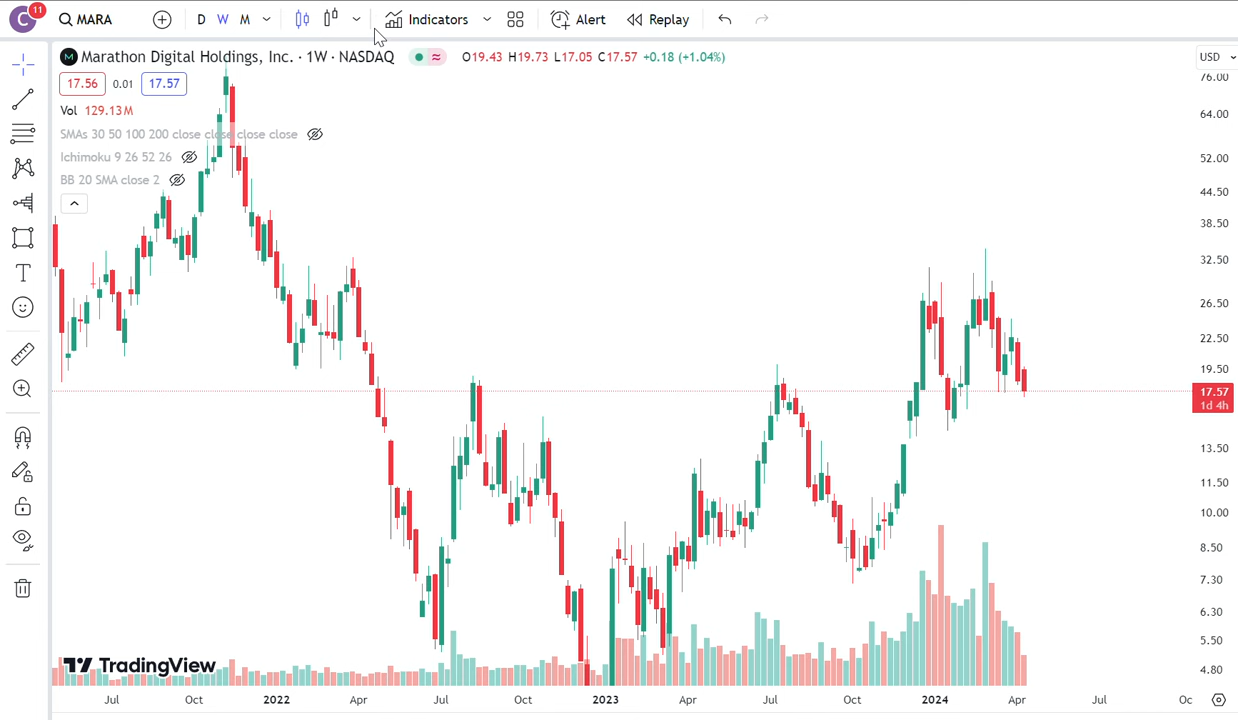 C 11 MARA D W M Indicators Alert Replay
M Marathon Digital Holdings, Inc. · 1W · NASDAQ ≈ O19.43 H19.73 L17.05 C17.57 +0.18 (+1.04%) USD
17.56 0.01 17.57
Vol 129.13M
SMAs 30 50 100 200 close close close close
Ichimoku 9 26 52 26
BB 20 SMA close 2
T
76.00
64.00
52.00
44.50
38.50
32.50
26.50
22.50
19.50
17.57
1d 4h
13.50
11.50
10.00
8.50
7.30
6.30
5.50
4.80
TradingView
Jul Oct 2022 Apr Jul Oct 2023 Apr Jul Oct 2024 Apr Jul Oc